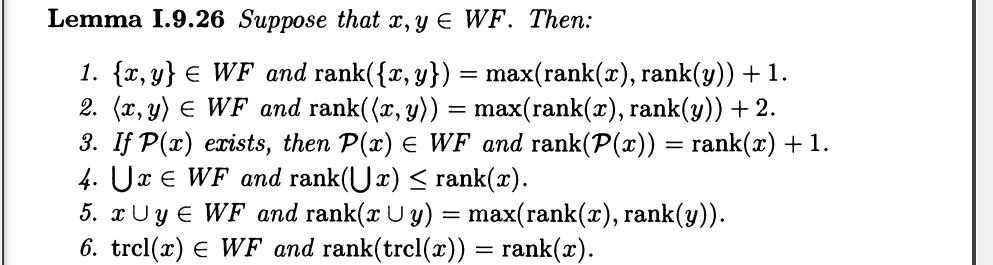 Lemma I.9.26 Suppose that x, y ∈ WF. Then:
1. {x, y} ∈ WF and rank({x, y}) = max(rank(x), rank(y)) + 1.
2. ⟨x, y⟩ ∈ WF and rank(⟨x, y⟩) = max(rank(x), rank(y)) + 2.
3. If 𝒫(x) exists, then 𝒫(x) ∈ WF and rank(𝒫(x)) = rank(x) + 1.
4. ⋃x ∈ WF and rank(⋃x) ≤ rank(x).
5. x ∪ y ∈ WF and rank(x ∪ y) = max(rank(x), rank(y)).
6. trcl(x) ∈ WF and rank(trcl(x)) = rank(x).